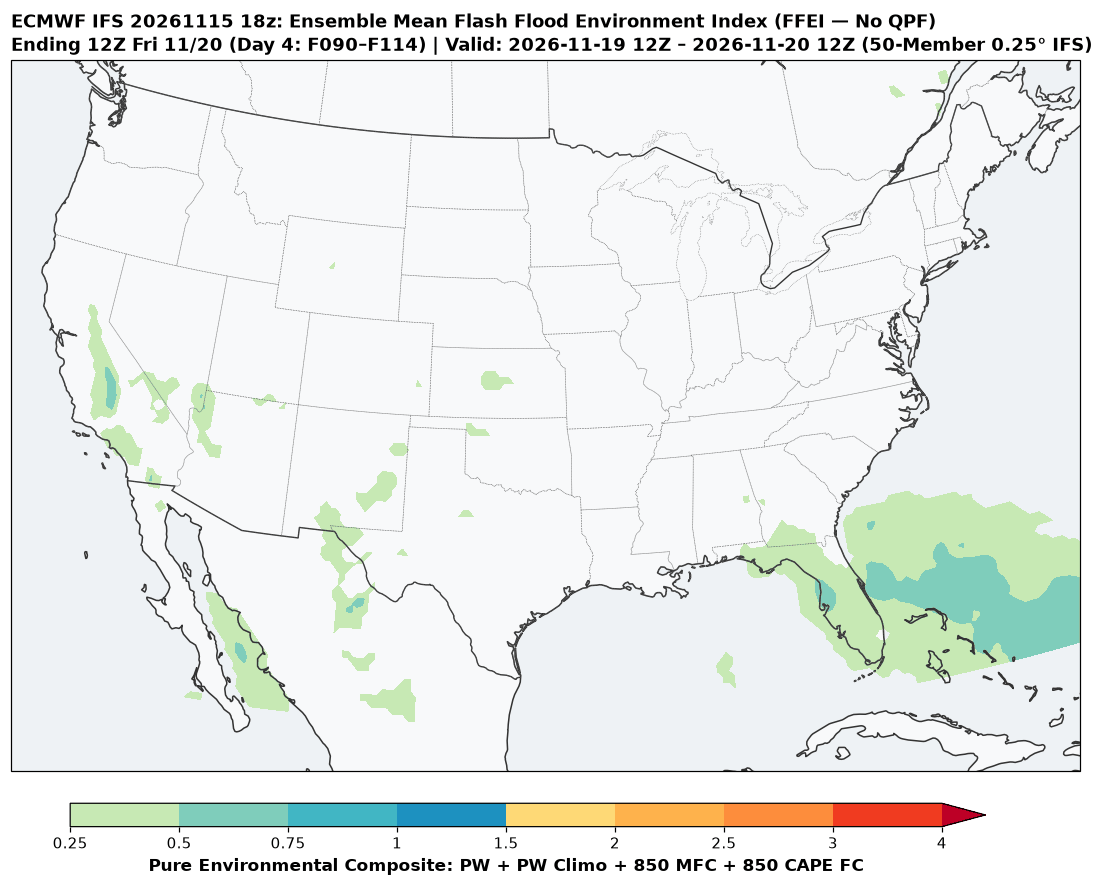 ECMWF IFS 20261115 18z: Ensemble Mean Flash Flood Environment Index (FFEI — No QPF)
Ending 12Z Fri 11/20 (Day 4: F090–F114) | Valid: 2026-11-19 12Z – 2026-11-20 12Z (50-Member 0.25° IFS)
0.25 0.5 0.75 1 1.5 2 2.5 3 4
Pure Environmental Composite: PW + PW Climo + 850 MFC + 850 CAPE FC